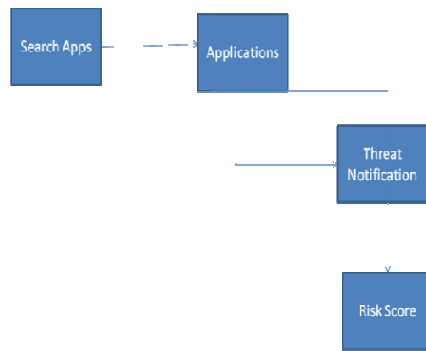 Search Apps
Applications
Threat
Notification
Risk Score